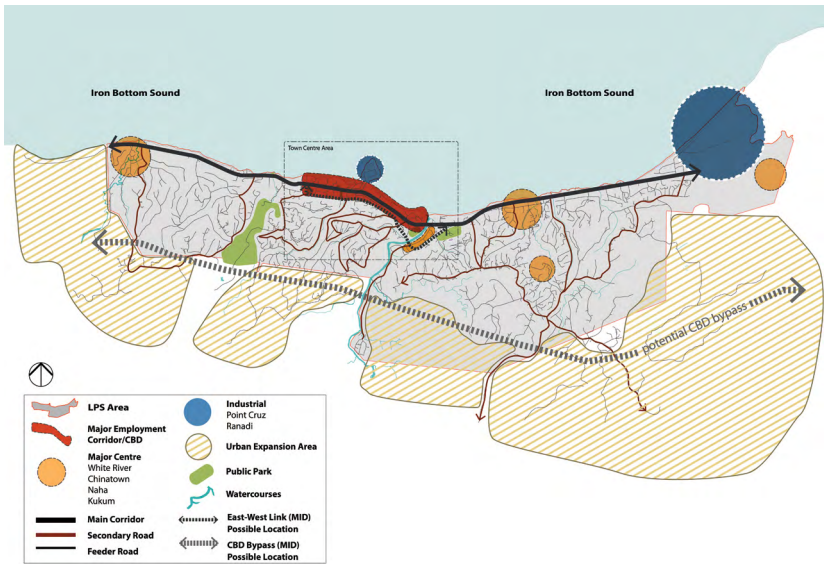 Iron Bottom Sound
Iron Bottom Sound
Town Centre Area
potential CBD bypass
LPS Area
Major Employment
Corridor/CBD
Major Centre
White River
Chinatown
Naha
Kukum
Main Corridor
Secondary Road
Feeder Road
Industrial
Point Cruz
Ranadi
Urban Expansion Area
Public Park
Watercourses
East-West Link (MID)
Possible Location
CBD Bypass (MID)
Possible Location